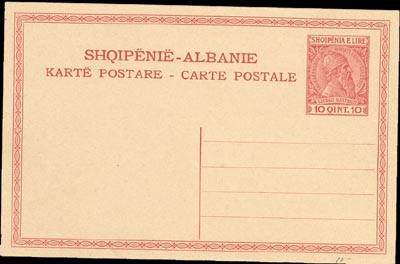 SHQIPËNIË-ALBANIE
KARTË POSTARE - CARTE POSTALE
SHQIPËNIA E LIRE
10 QINT. 10